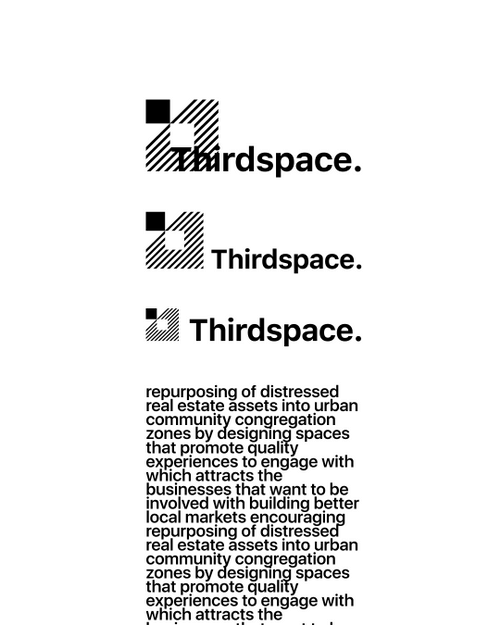 Thirdspace.
Thirdspace.
Thirdspace.
repurposing of distressed
real estate assets into urban
community congregation
zones by designing spaces
that promote quality
experiences to engage with
which attracts the
businesses that want to be
involved with building better
local markets encouraging
repurposing of distressed
real estate assets into urban
community congregation
zones by designing spaces
that promote quality
experiences to engage with
which attracts the